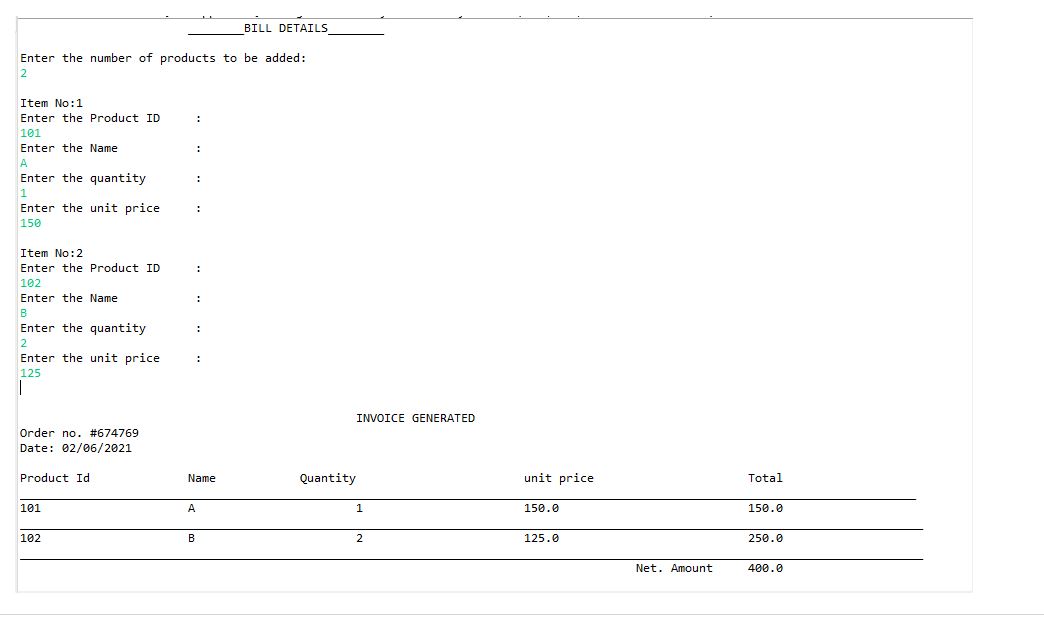 ________BILL DETAILS________
Enter the number of products to be added:
2
Item No:1
Enter the Product ID     :
101
Enter the Name           :
A
Enter the quantity       :
1
Enter the unit price     :
150
Item No:2
Enter the Product ID     :
102
Enter the Name           :
B
Enter the quantity       :
2
Enter the unit price     :
125
INVOICE GENERATED
Order no. #674769
Date: 02/06/2021
Product Id Name Quantity unit price Total
101 A 1 150.0 150.0
102 B 2 125.0 250.0
Net. Amount 400.0